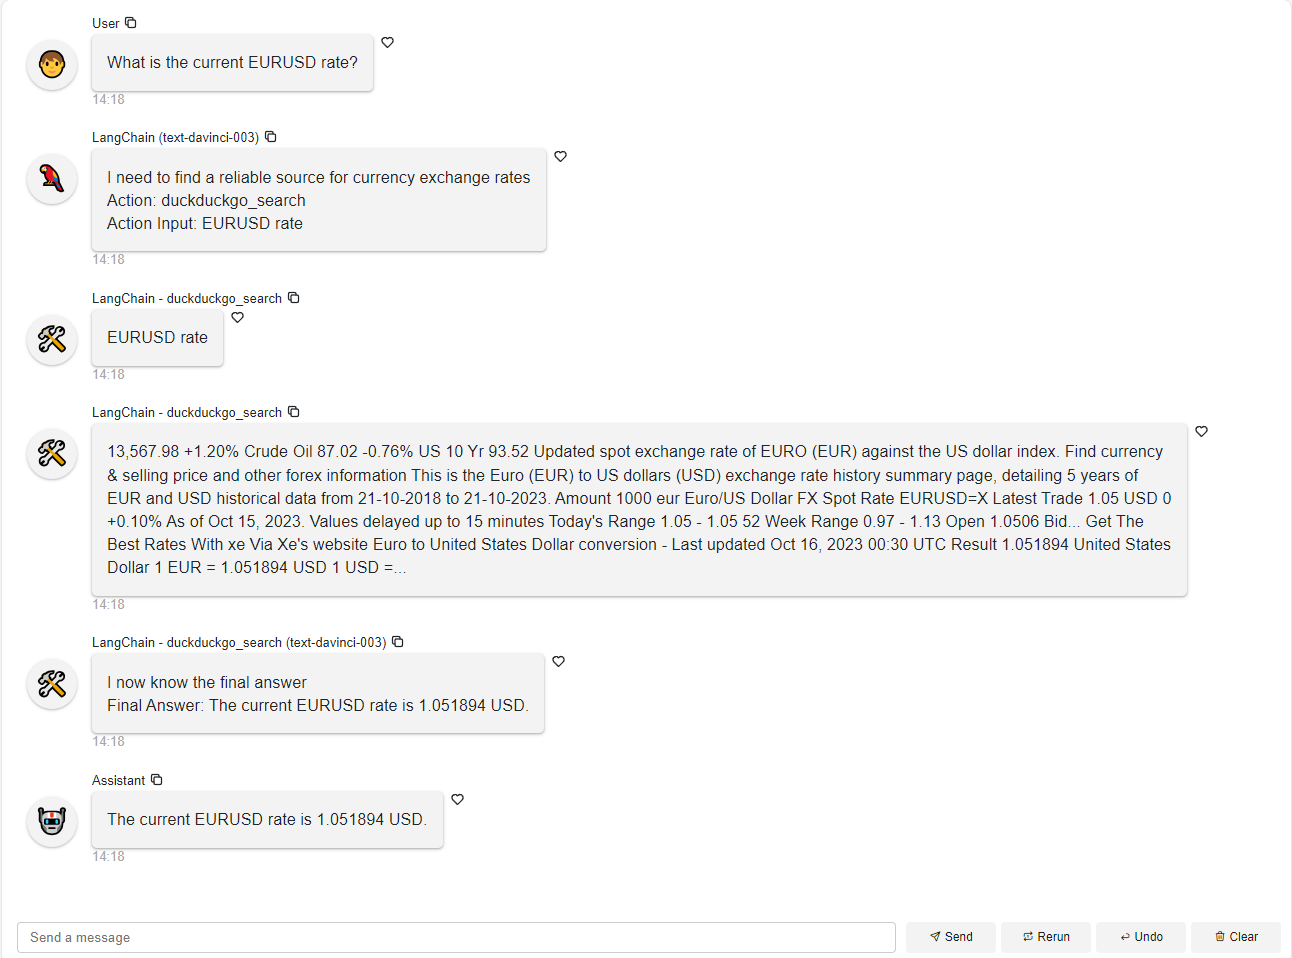 User
What is the current EURUSD rate?
14:18
LangChain (text-davinci-003)
I need to find a reliable source for currency exchange rates
Action: duckduckgo_search
Action Input: EURUSD rate
14:18
LangChain - duckduckgo_search
EURUSD rate
14:18
LangChain - duckduckgo_search
13,567.98 +1.20% Crude Oil 87.02 -0.76% US 10 Yr 93.52 Updated spot exchange rate of EURO (EUR) against the US dollar index. Find currency
& selling price and other forex information This is the Euro (EUR) to US dollars (USD) exchange rate history summary page, detailing 5 years of
EUR and USD historical data from 21-10-2018 to 21-10-2023. Amount 1000 eur Euro/US Dollar FX Spot Rate EURUSD=X Latest Trade 1.05 USD 0
+0.10% As of Oct 15, 2023. Values delayed up to 15 minutes Today's Range 1.05 - 1.05 52 Week Range 0.97 - 1.13 Open 1.0506 Bid... Get The
Best Rates With xe Via Xe's website Euro to United States Dollar conversion - Last updated Oct 16, 2023 00:30 UTC Result 1.051894 United States
Dollar 1 EUR = 1.051894 USD 1 USD =...
14:18
LangChain - duckduckgo_search (text-davinci-003)
I now know the final answer
Final Answer: The current EURUSD rate is 1.051894 USD.
14:18
Assistant
The current EURUSD rate is 1.051894 USD.
14:18
Send a message
Send
Rerun
Undo
Clear